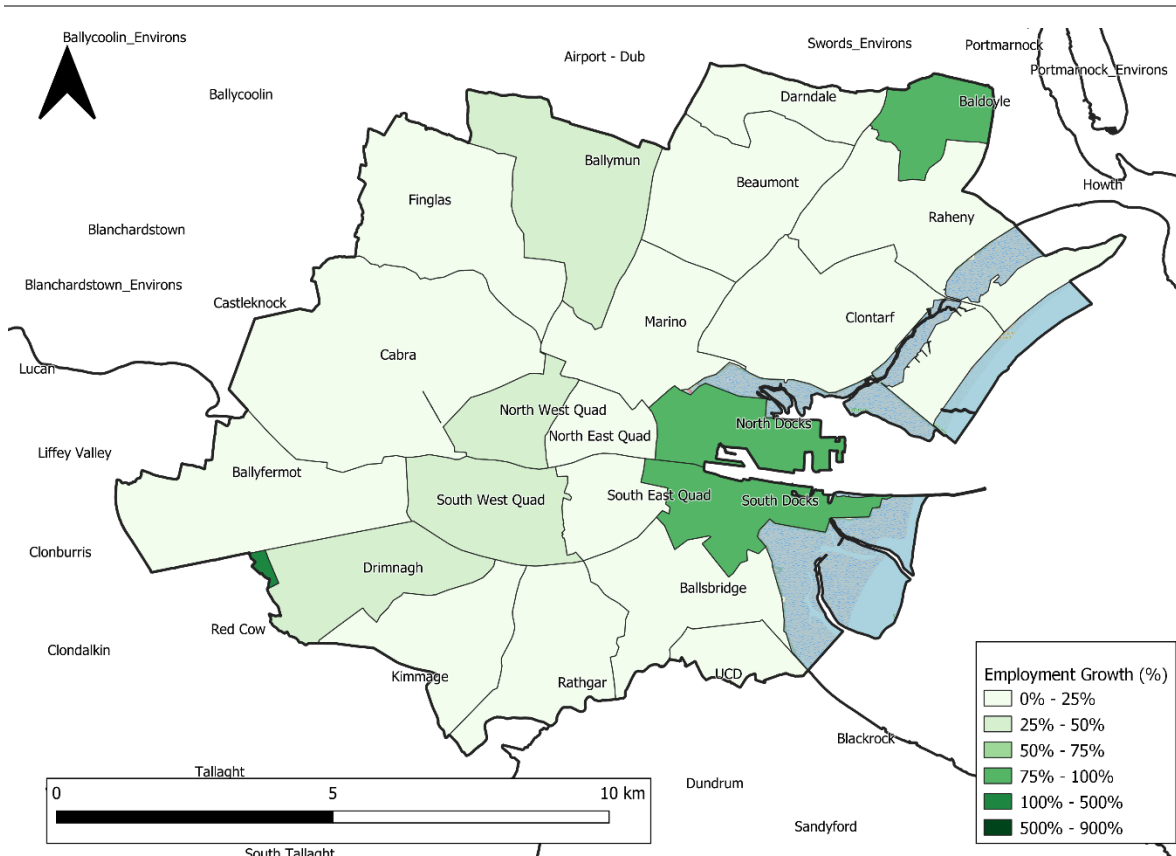 Ballycoolin_Environs
Swords_Environs
Portmarnock
Airport - Dub
Portmarnock_Environs
Ballycoolin
Darndale
Baldoyle
Ballymun
Beaumont
Howth
Finglas
Raheny
Blanchardstown
Blanchardstown_Environs
Castleknock
Marino
Clontarf
Cabra
Lucan
North West Quad
North Docks
North East Quad
Liffey Valley
Ballyfermot
South West Quad
South East Quad
South Docks
Clonburris
Drimnagh
Ballsbridge
Red Cow
Clondalkin
Kimmage
Rathgar
UCD
Blackrock
Tallaght
Dundrum
Sandyford
South Tallaght
0 5 10 km
Employment Growth (%)
0% - 25%
25% - 50%
50% - 75%
75% - 100%
100% - 500%
500% - 900%